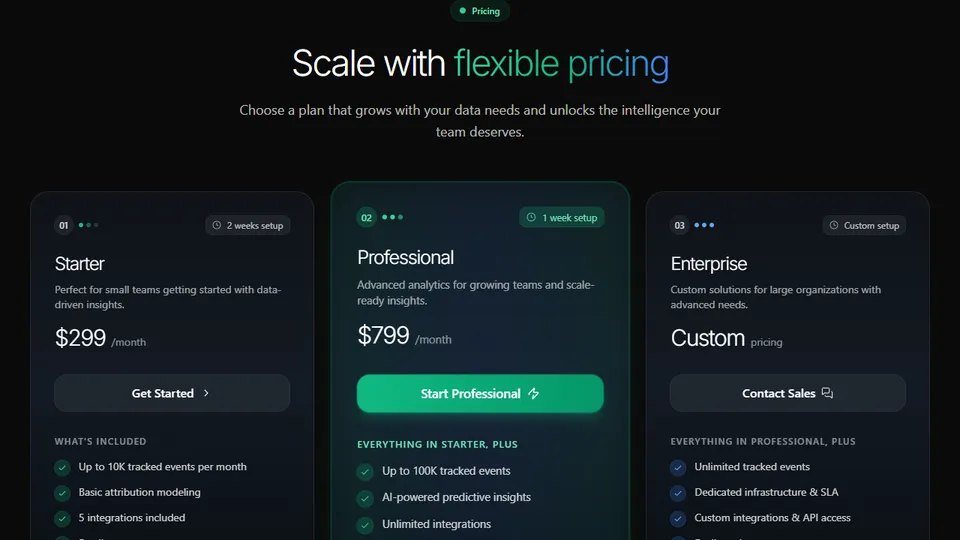 Pricing
Scale with flexible pricing
Choose a plan that grows with your data needs and unlocks the intelligence your
team deserves.
01
2 weeks setup
Starter
Perfect for small teams getting started with data-
driven insights.
$299 /month
Get Started
WHAT'S INCLUDED
Up to 10K tracked events per month
Basic attribution modeling
5 integrations included
02
1 week setup
Professional
Advanced analytics for growing teams and scale-
ready insights.
$799 /month
Start Professional
EVERYTHING IN STARTER, PLUS
Up to 100K tracked events
AI-powered predictive insights
Unlimited integrations
03
Custom setup
Enterprise
Custom solutions for large organizations with
advanced needs.
Custom pricing
Contact Sales
EVERYTHING IN PROFESSIONAL, PLUS
Unlimited tracked events
Dedicated infrastructure & SLA
Custom integrations & API access